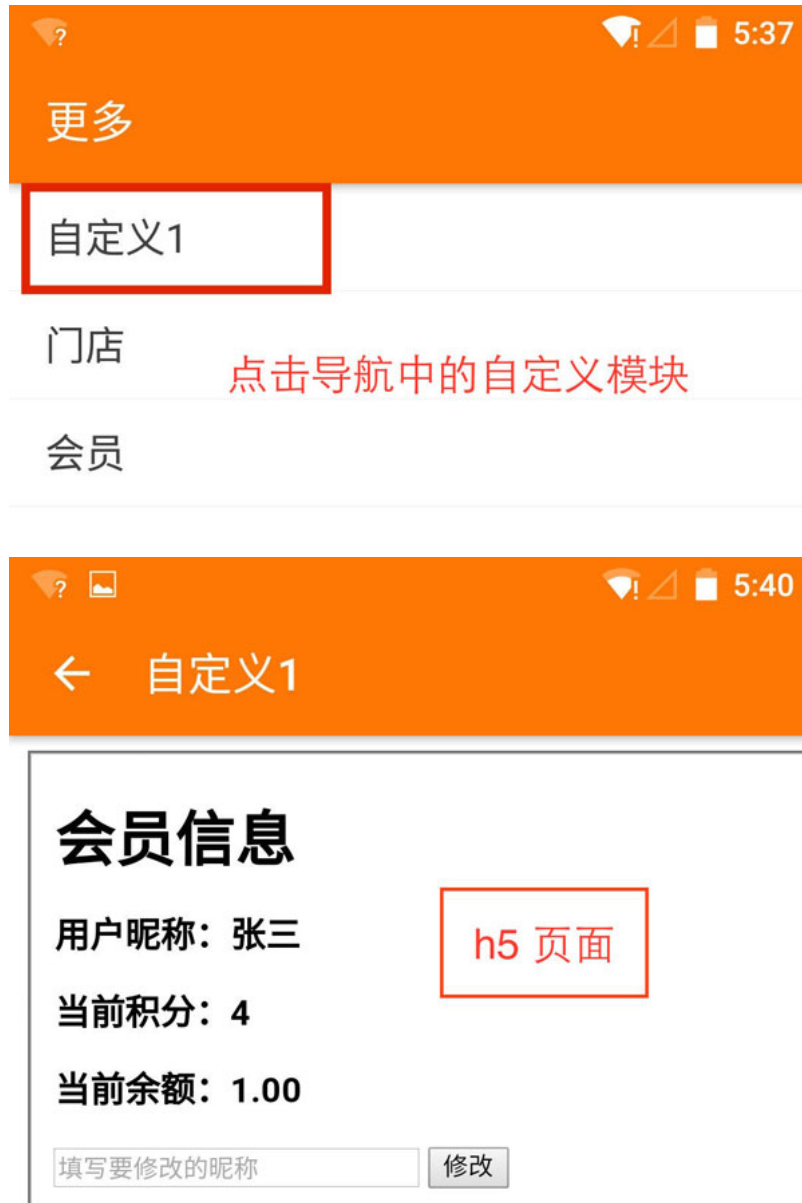 5:37
更多
自定义1
门店
点击导航中的自定义模块
会员
5:40
自定义1
会员信息
用户昵称：张三
h5 页面
当前积分：4
当前余额：1.00
填写要修改的昵称 修改